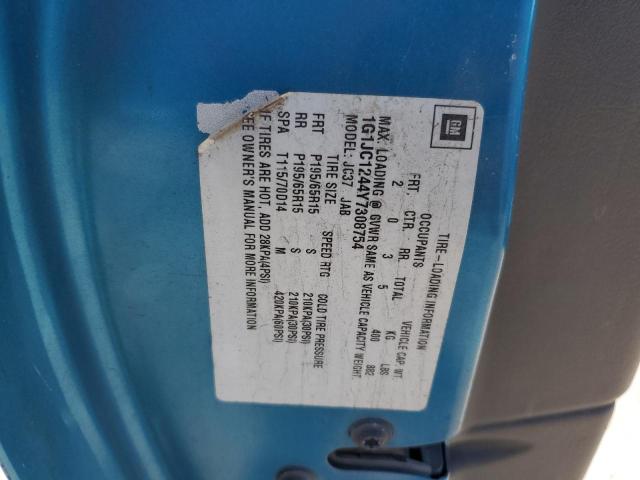 GM
TIRE-LOADING INFORMATION
OCCUPANTS VEHICLE CAP. WT.
FRT. CTR. RR. TOTAL KG LBS
2 0 3 5 400 882
MAX. LOADING @ GVWR SAME AS VEHICLE CAPACITY WEIGHT.
1G1JC1244Y7308754
MODEL: JC37 JAB
TIRE SIZE SPEED RTG COLD TIRE PRESSURE
FRT P195/65R15 S 210KPA(30PSI)
RR P195/65R15 S 210KPA(30PSI)
SPA T115/70D14 M 420KPA(60PSI)
IF TIRES ARE HOT, ADD 28KPA(4PSI)
SEE OWNER'S MANUAL FOR MORE INFORMATION